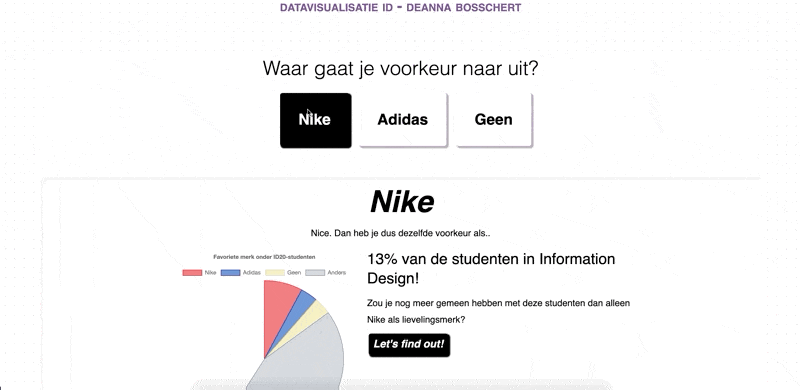 DATAVISUALISATIE ID - DEANNA BOSSCHERT
Waar gaat je voorkeur naar uit?
Nike Adidas Geen
Nike
Nice. Dan heb je dus dezelfde voorkeur als..
Favoriete merk onder ID20-studenten
Nike Adidas Geen Anders
13% van de studenten in Information
Design!
Zou je nog meer gemeen hebben met deze studenten dan alleen
Nike als lievelingsmerk?
Let's find out!